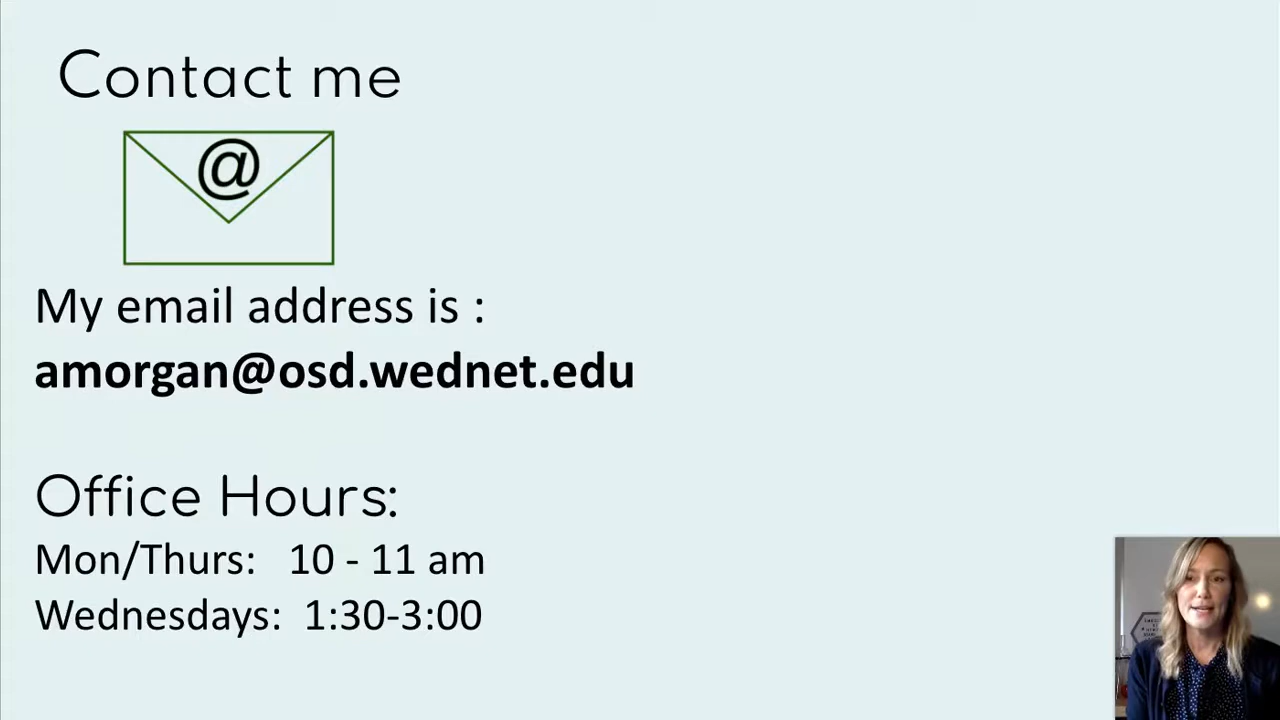 Contact me
@
My email address is :
amorgan@osd.wednet.edu
Office Hours:
Mon/Thurs: 10 - 11 am
Wednesdays: 1:30-3:00